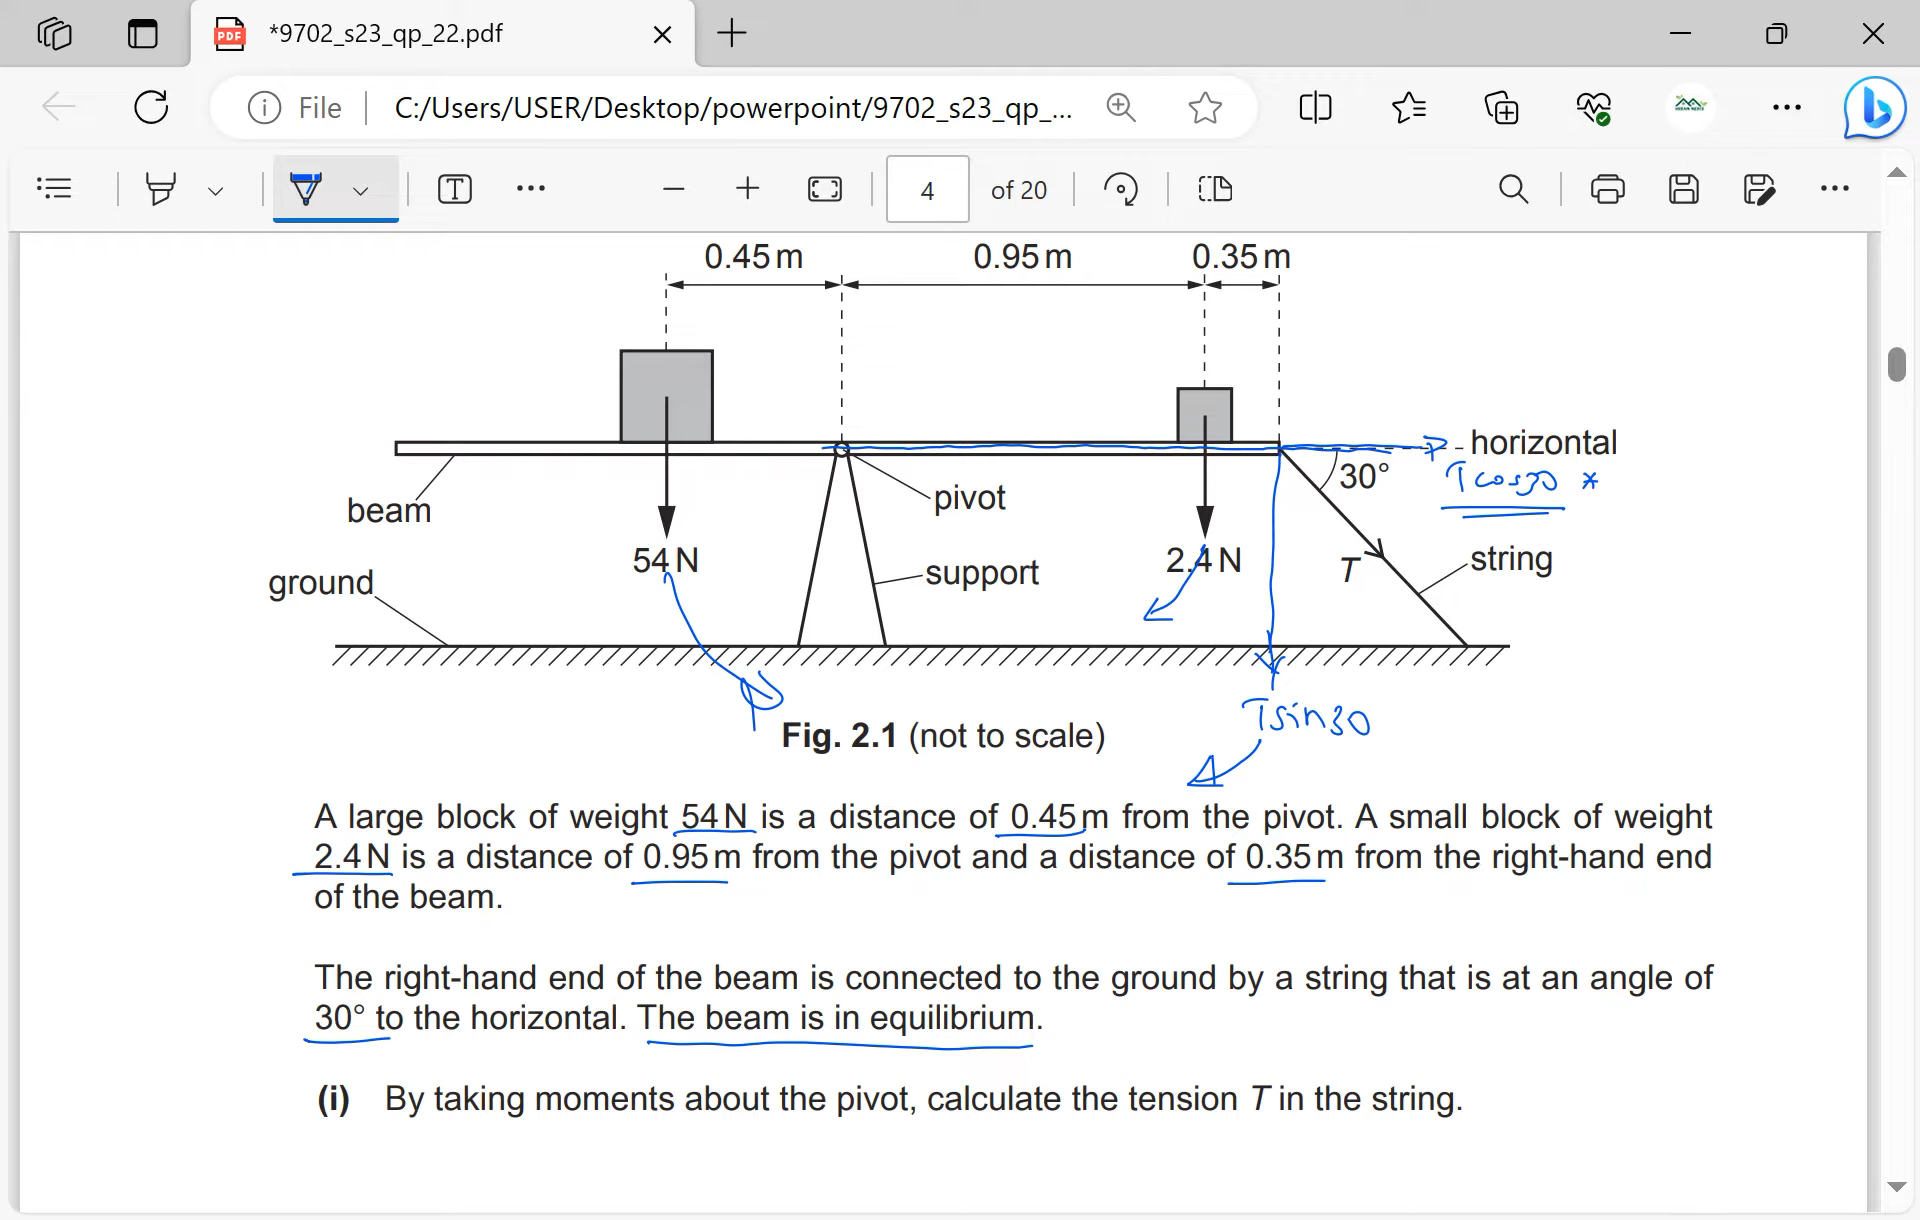 *9702_s23_qp_22.pdf
File
C:/Users/USER/Desktop/powerpoint/9702_s23_qp_...
4 of 20
0.45 m 0.95 m 0.35 m
horizontal
30°
Tcos30 *
beam
pivot
54 N
2.4 N
T
string
ground
support
Tsin30
Fig. 2.1 (not to scale)
A large block of weight 54 N is a distance of 0.45 m from the pivot. A small block of weight
2.4 N is a distance of 0.95 m from the pivot and a distance of 0.35 m from the right-hand end
of the beam.
The right-hand end of the beam is connected to the ground by a string that is at an angle of
30° to the horizontal. The beam is in equilibrium.
(i) By taking moments about the pivot, calculate the tension T in the string.